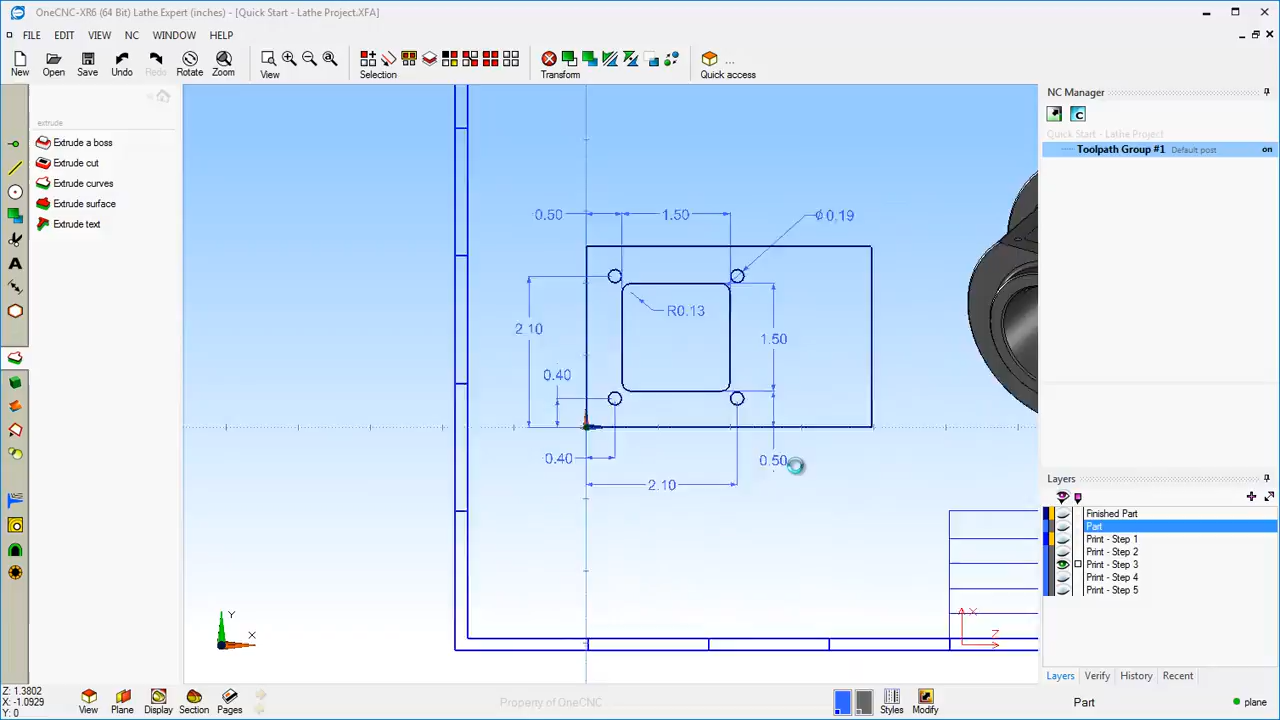 OneCNC-XR6 (64 Bit) Lathe Expert (inches) - [Quick Start - Lathe Project.XFA]
FILE EDIT VIEW NC WINDOW HELP
New Open Save Undo Redo Rotate Zoom View Selection Transform ... Quick access
extrude
Extrude a boss
Extrude cut
Extrude curves
Extrude surface
Extrude text
0.50
1.50
ϕ0.19
2.10
R0.13
1.50
0.40
0.40
0.50
2.10
Y
X
X
Z
NC Manager
Quick Start - Lathe Project
Toolpath Group #1 Default post on
Layers
Finished Part
Part
Print - Step 1
Print - Step 2
Print - Step 3
Print - Step 4
Print - Step 5
Layers Verify History Recent
Z: 1.3802
X: -1.0929
Y: 0
View Plane Display Section Pages
Property of OneCNC
Styles Modify
Part
plane